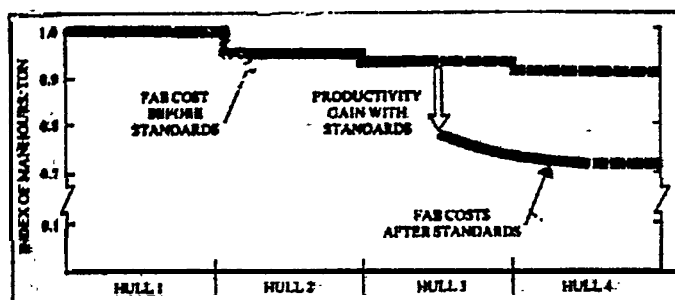 1.0
0.9
0.8
0.7
0.1
INDEX OF MANHOURS/TON
FAB COST
BEFORE
STANDARDS
PRODUCTIVITY
GAIN WITH
STANDARDS
FAB COSTS
AFTER STANDARDS
HULL 1
HULL 2
HULL 3
HULL 4